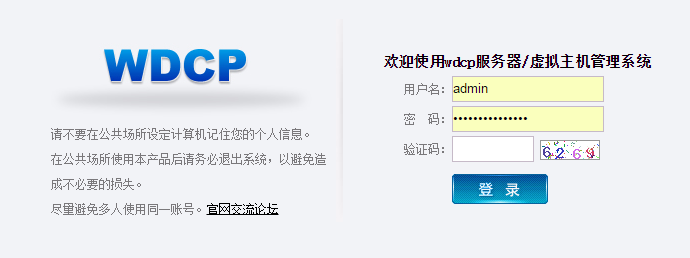 WDCP
请不要在公共场所设定计算机记住您的个人信息。
在公共场所使用本产品后请务必退出系统，以避免造
成不必要的损失。
尽量避免多人使用同一账号。官网交流论坛
欢迎使用wdcp服务器/虚拟主机管理系统
用户名：admin
密 码：•••••••••••••••
验证码：6269
登 录